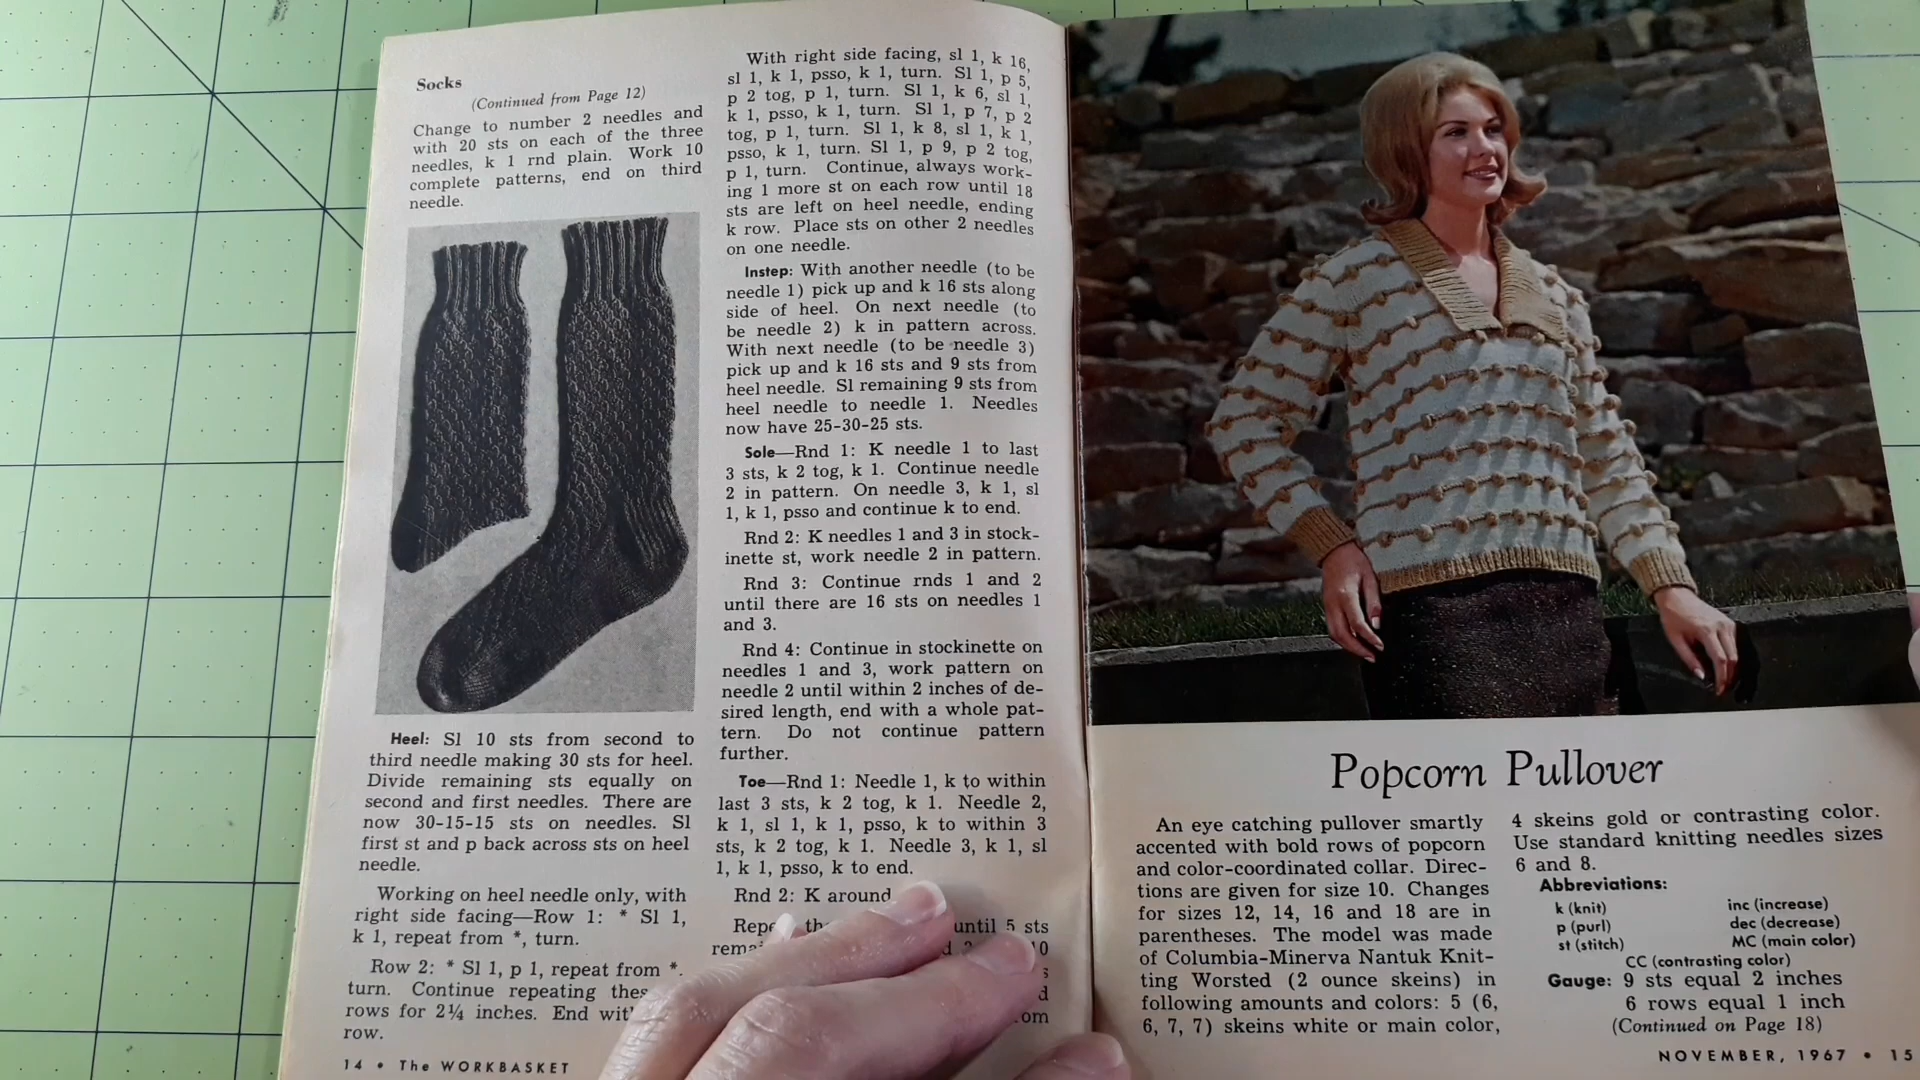 Socks
(Continued from Page 12)
Change to number 2 needles and
with 20 sts on each of the three
needles, k 1 rnd plain. Work 10
complete patterns, end on third
needle.
Heel: Sl 10 sts from second to
third needle making 30 sts for heel.
Divide remaining sts equally on
second and first needles. There are
now 30-15-15 sts on needles. Sl
first st and p back across sts on heel
needle.
Working on heel needle only, with
right side facing—Row 1: * Sl 1,
k 1, repeat from *, turn.
Row 2: * Sl 1, p 1, repeat from *.
turn. Continue repeating
rows for 2¼ inches. End
row.
14 • The WORKBASKET
With right side facing, sl 1, k 16,
sl 1, k 1, psso, k 1, turn. Sl 1, p 5,
p 2 tog, p 1, turn. Sl 1, k 6, sl 1,
k 1, psso, k 1, turn. Sl 1, p 7, p 2
tog, p 1, turn. Sl 1, k 8, sl 1, k 1,
psso, k 1, turn. Sl 1, p 9, p 2 tog,
p 1, turn. Continue, always work-
ing 1 more st on each row until 18
sts are left on heel needle, ending
k row. Place sts on other 2 needles
on one needle.
Instep: With another needle (to be
needle 1) pick up and k 16 sts along
side of heel. On next needle (to
be needle 2) k in pattern across.
With next needle (to be needle 3)
pick up and k 16 sts and 9 sts from
heel needle. Sl remaining 9 sts from
heel needle to needle 1. Needles
now have 25-30-25 sts.
Sole—Rnd 1: K needle 1 to last
3 sts, k 2 tog, k 1. Continue needle
2 in pattern. On needle 3, k 1, sl
1, k 1, psso and continue k to end.
Rnd 2: K needles 1 and 3 in stock-
inette st, work needle 2 in pattern.
Rnd 3: Continue rnds 1 and 2
until there are 16 sts on needles 1
and 3.
Rnd 4: Continue in stockinette on
needles 1 and 3, work pattern on
needle 2 until within 2 inches of de-
sired length, end with a whole pat-
tern. Do not continue pattern
further.
Toe—Rnd 1: Needle 1, k to within
last 3 sts, k 2 tog, k 1. Needle 2,
k 1, sl 1, k 1, psso, k to within 3
sts, k 2 tog, k 1. Needle 3, k 1, sl
1, k 1, psso, k to end.
Rnd 2: K around
until 5 sts
Popcorn Pullover
An eye catching pullover smartly
accented with bold rows of popcorn
and color-coordinated collar. Direc-
tions are given for size 10. Changes
for sizes 12, 14, 16 and 18 are in
parentheses. The model was made
of Columbia-Minerva Nantuk Knit-
ting Worsted (2 ounce skeins) in
following amounts and colors: 5 (6,
6, 7, 7) skeins white or main color,
4 skeins gold or contrasting color.
Use standard knitting needles sizes
6 and 8.
Abbreviations:
k (knit) inc (increase)
p (purl) dec (decrease)
st (stitch) MC (main color)
CC (contrasting color)
Gauge: 9 sts equal 2 inches
6 rows equal 1 inch
(Continued on Page 18)
NOVEMBER, 1967 • 15